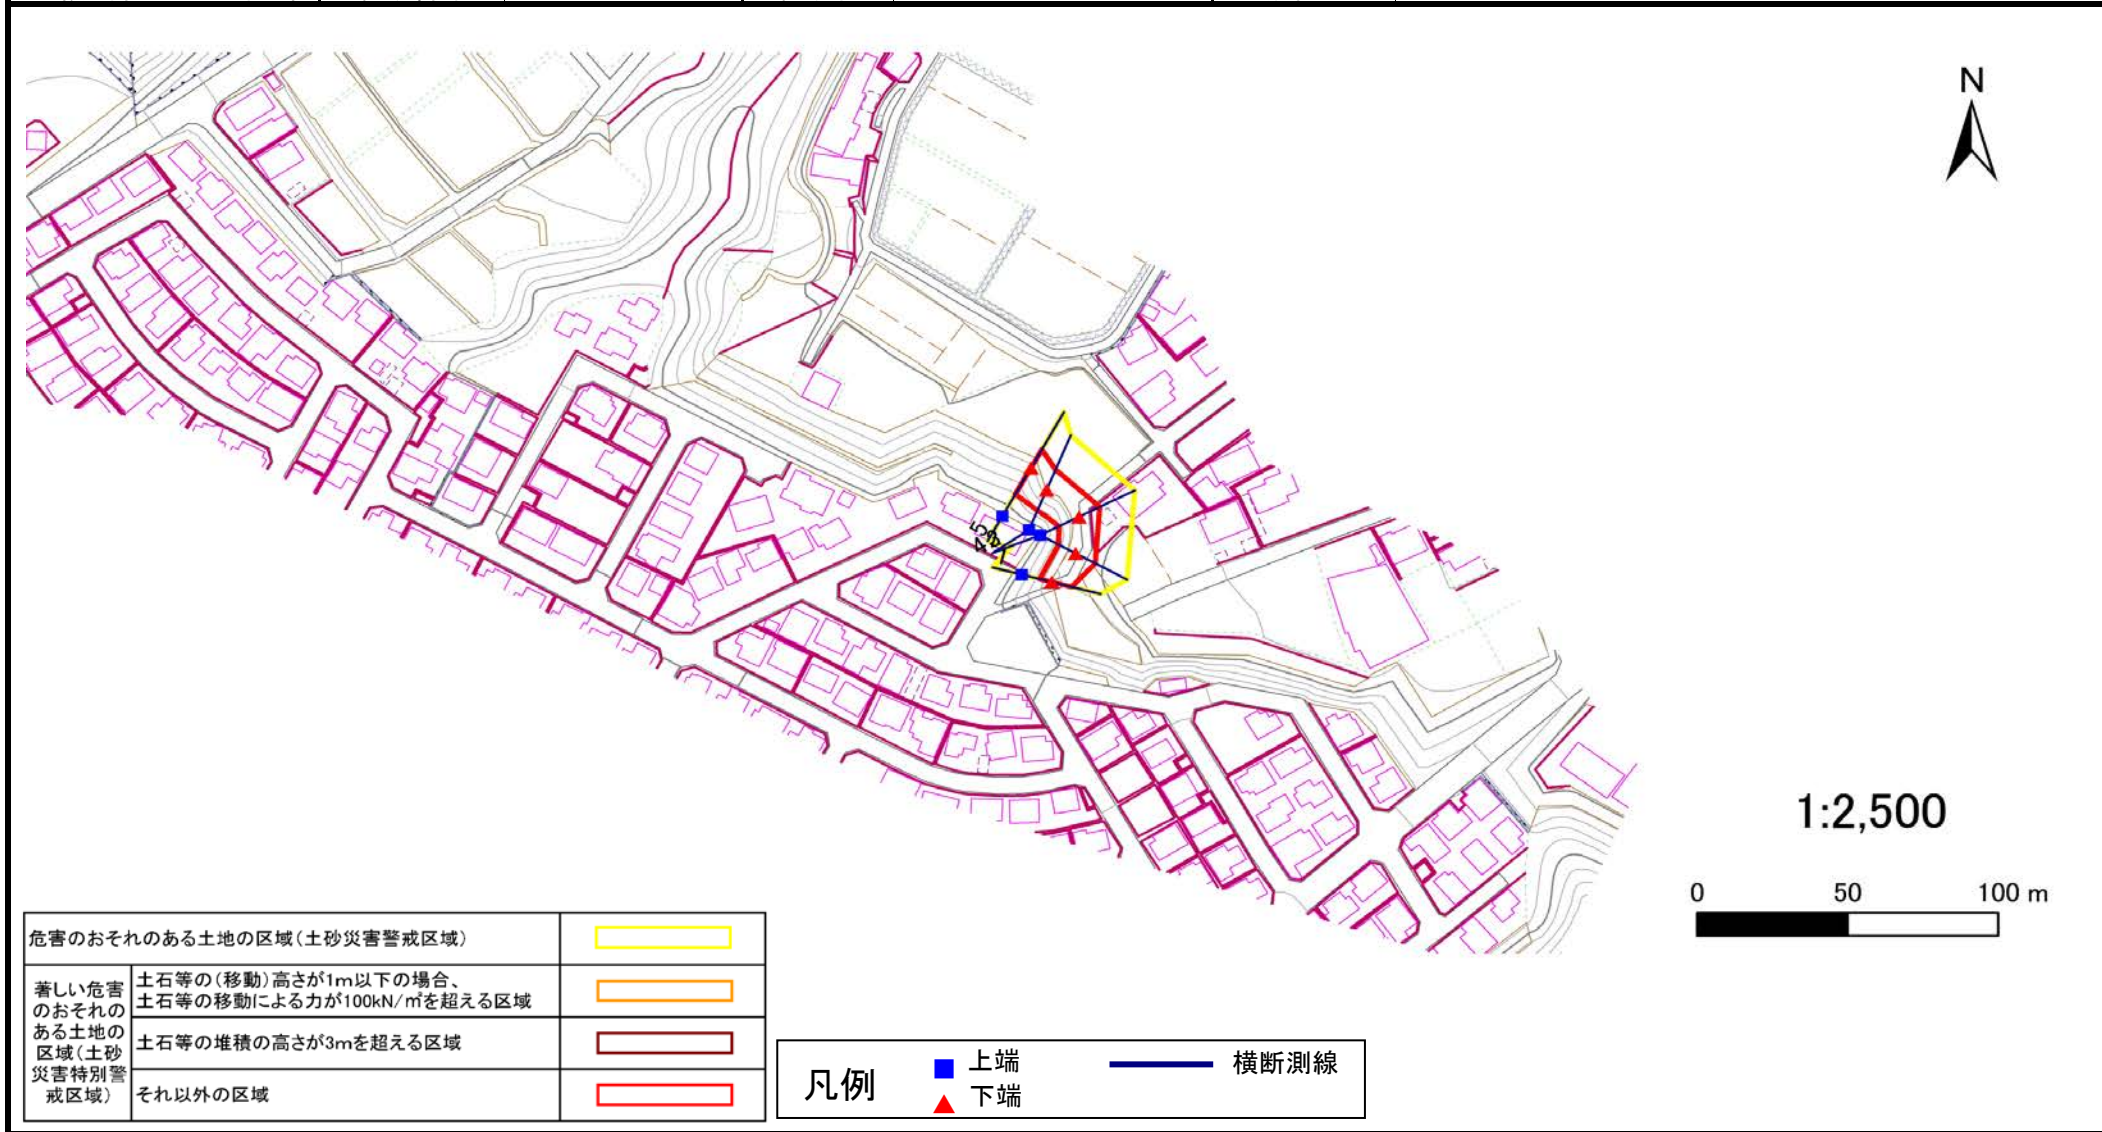 N
1:2,500
0 50 100 m
危害のおそれのある土地の区域(土砂災害警戒区域)
著しい危害
のおそれの
ある土地の
区域(土砂
災害特別警
戒区域)
土石等の(移動)高さが1m以下の場合、
土石等の移動による力が100kN/㎡を超える区域
土石等の堆積の高さが3mを超える区域
それ以外の区域
凡例
上端
下端
横断測線